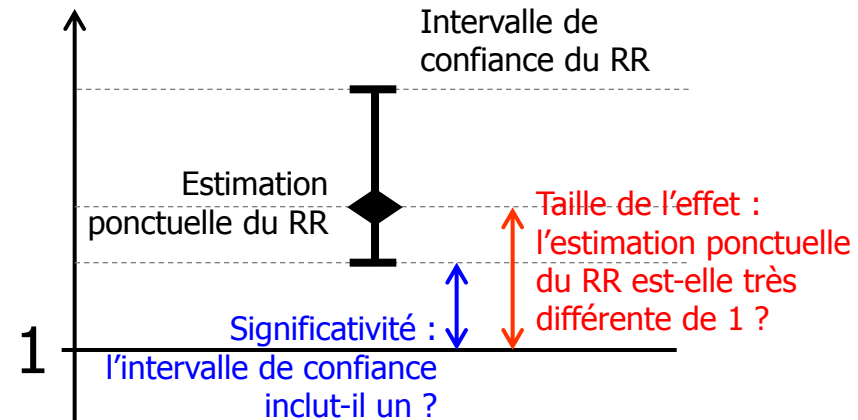 Intervalle de
confiance du RR
Estimation
ponctuelle du RR
Taille de l’effet :
l’estimation ponctuelle
du RR est-elle très
différente de 1 ?
1
Significativité :
l’intervalle de confiance
inclut-il un ?